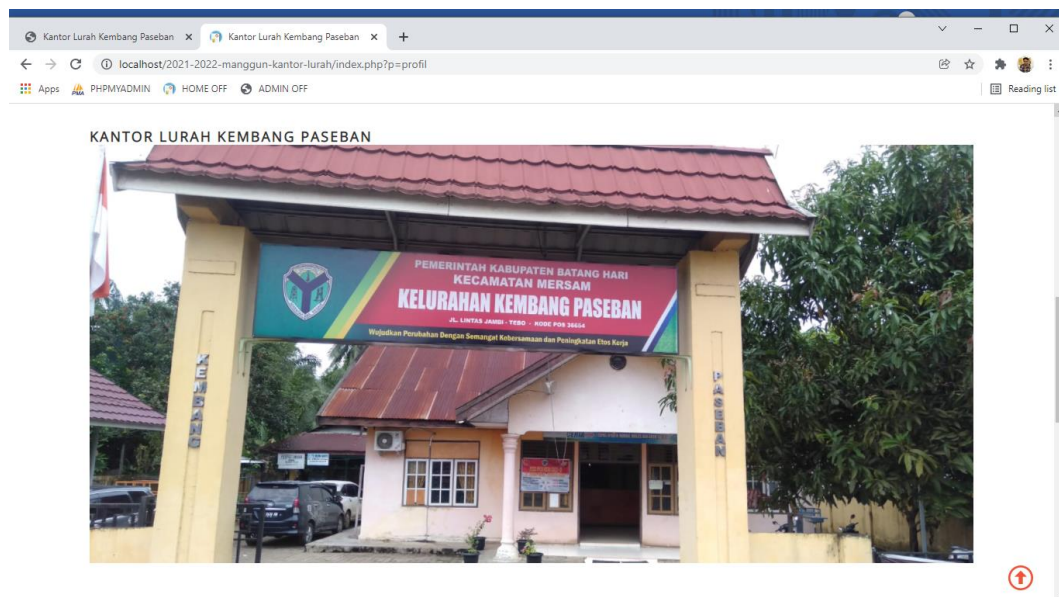 Kantor Lurah Kembang Paseban
Kantor Lurah Kembang Paseban
localhost/2021-2022-manggun-kantor-lurah/index.php?p=profil
Apps
PMA
PHPMYADMIN
HOME OFF
ADMIN OFF
Reading list
KANTOR LURAH KEMBANG PASEBAN
PEMERINTAH KABUPATEN BATANG HARI
KECAMATAN MERSAM
KELURAHAN KEMBANG PASEBAN
JL. LINTAS JAMBI - TEBO - KODE POS 36654
Wujudkan Perubahan Dengan Semangat Kebersamaan dan Peningkatan Etos Kerja
KEMBANG
PASEBAN